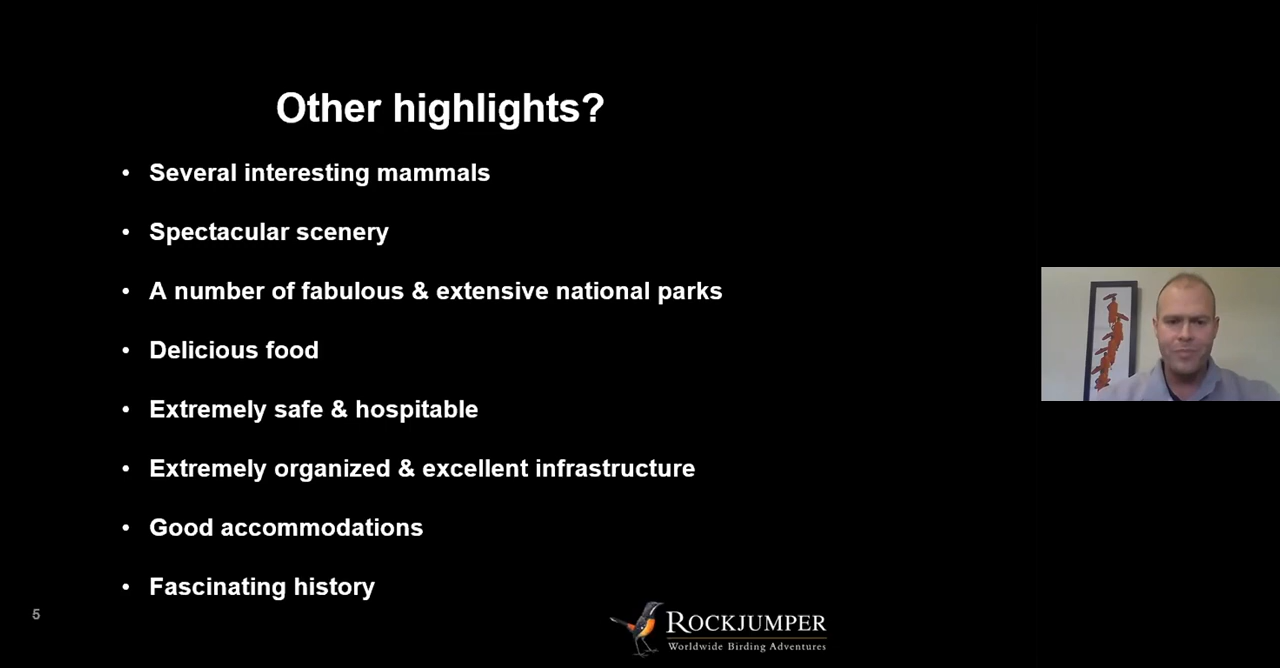 Other highlights?
• Several interesting mammals
• Spectacular scenery
• A number of fabulous & extensive national parks
• Delicious food
• Extremely safe & hospitable
• Extremely organized & excellent infrastructure
• Good accommodations
• Fascinating history
5
ROCKJUMPER
Worldwide Birding Adventures